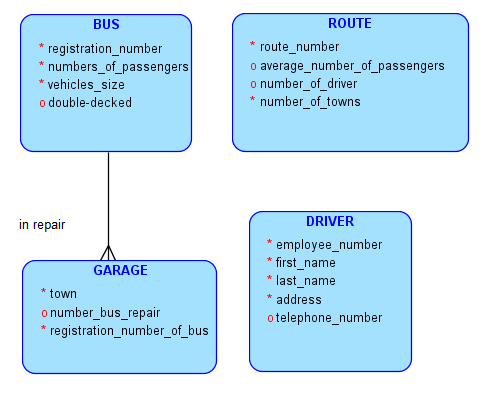 BUS
* registration_number
* numbers_of_passengers
* vehicles_size
o double-decked
ROUTE
* route_number
o average_number_of_passengers
o number_of_driver
* number_of_towns
in repair
GARAGE
* town
o number_bus_repair
* registration_number_of_bus
DRIVER
* employee_number
* first_name
* last_name
* address
o telephone_number